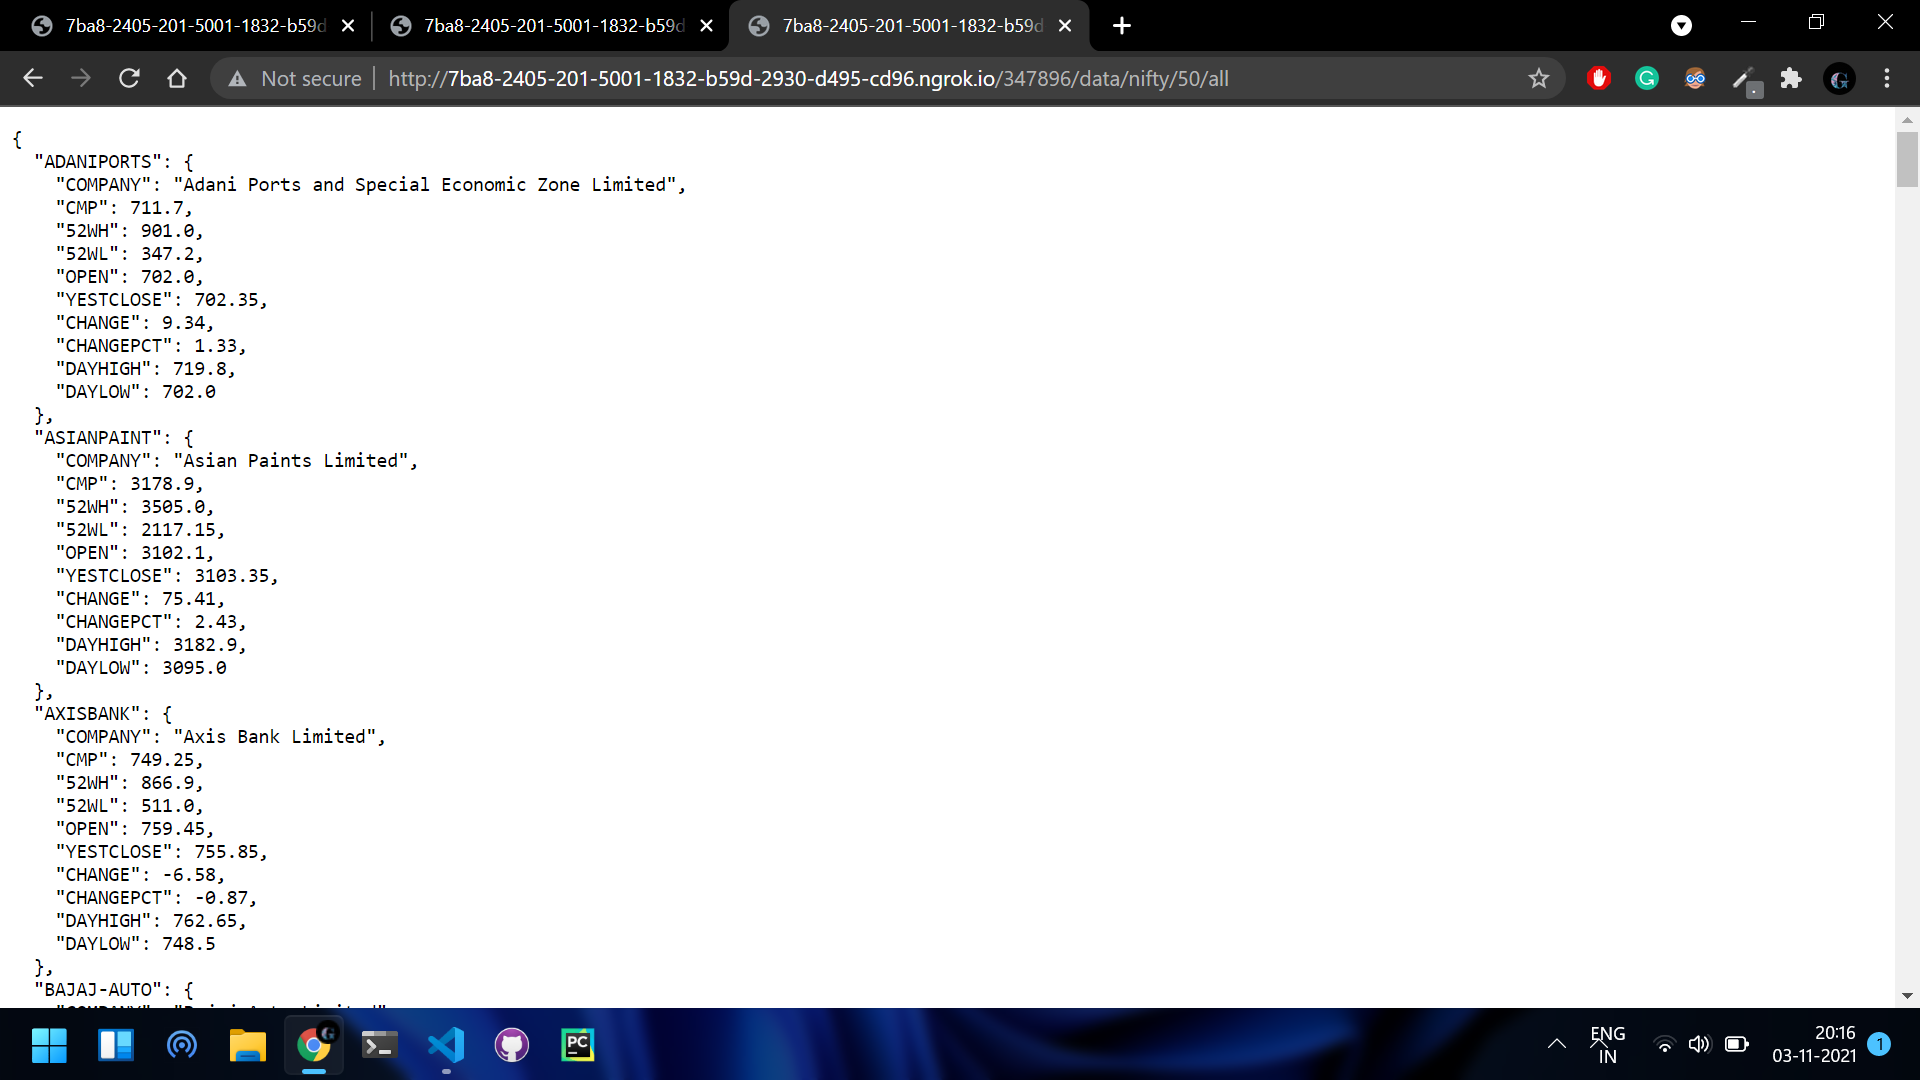 7ba8-2405-201-5001-1832-b59d
7ba8-2405-201-5001-1832-b59d
7ba8-2405-201-5001-1832-b59d
Not secure
http://7ba8-2405-201-5001-1832-b59d-2930-d495-cd96.ngrok.io/347896/data/nifty/50/all
{
"ADANIPORTS": {
"COMPANY": "Adani Ports and Special Economic Zone Limited",
"CMP": 711.7,
"52WH": 901.0,
"52WL": 347.2,
"OPEN": 702.0,
"YESTCLOSE": 702.35,
"CHANGE": 9.34,
"CHANGEPCT": 1.33,
"DAYHIGH": 719.8,
"DAYLOW": 702.0
},
"ASIANPAINT": {
"COMPANY": "Asian Paints Limited",
"CMP": 3178.9,
"52WH": 3505.0,
"52WL": 2117.15,
"OPEN": 3102.1,
"YESTCLOSE": 3103.35,
"CHANGE": 75.41,
"CHANGEPCT": 2.43,
"DAYHIGH": 3182.9,
"DAYLOW": 3095.0
},
"AXISBANK": {
"COMPANY": "Axis Bank Limited",
"CMP": 749.25,
"52WH": 866.9,
"52WL": 511.0,
"OPEN": 759.45,
"YESTCLOSE": 755.85,
"CHANGE": -6.58,
"CHANGEPCT": -0.87,
"DAYHIGH": 762.65,
"DAYLOW": 748.5
},
"BAJAJ-AUTO": {
PC
ENG
IN
20:16
03-11-2021
1